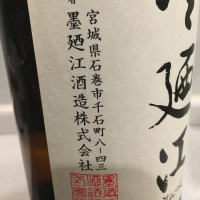 廼江
宮城県石巻市千石町八ー四三
者 墨廼江酒造株式会社